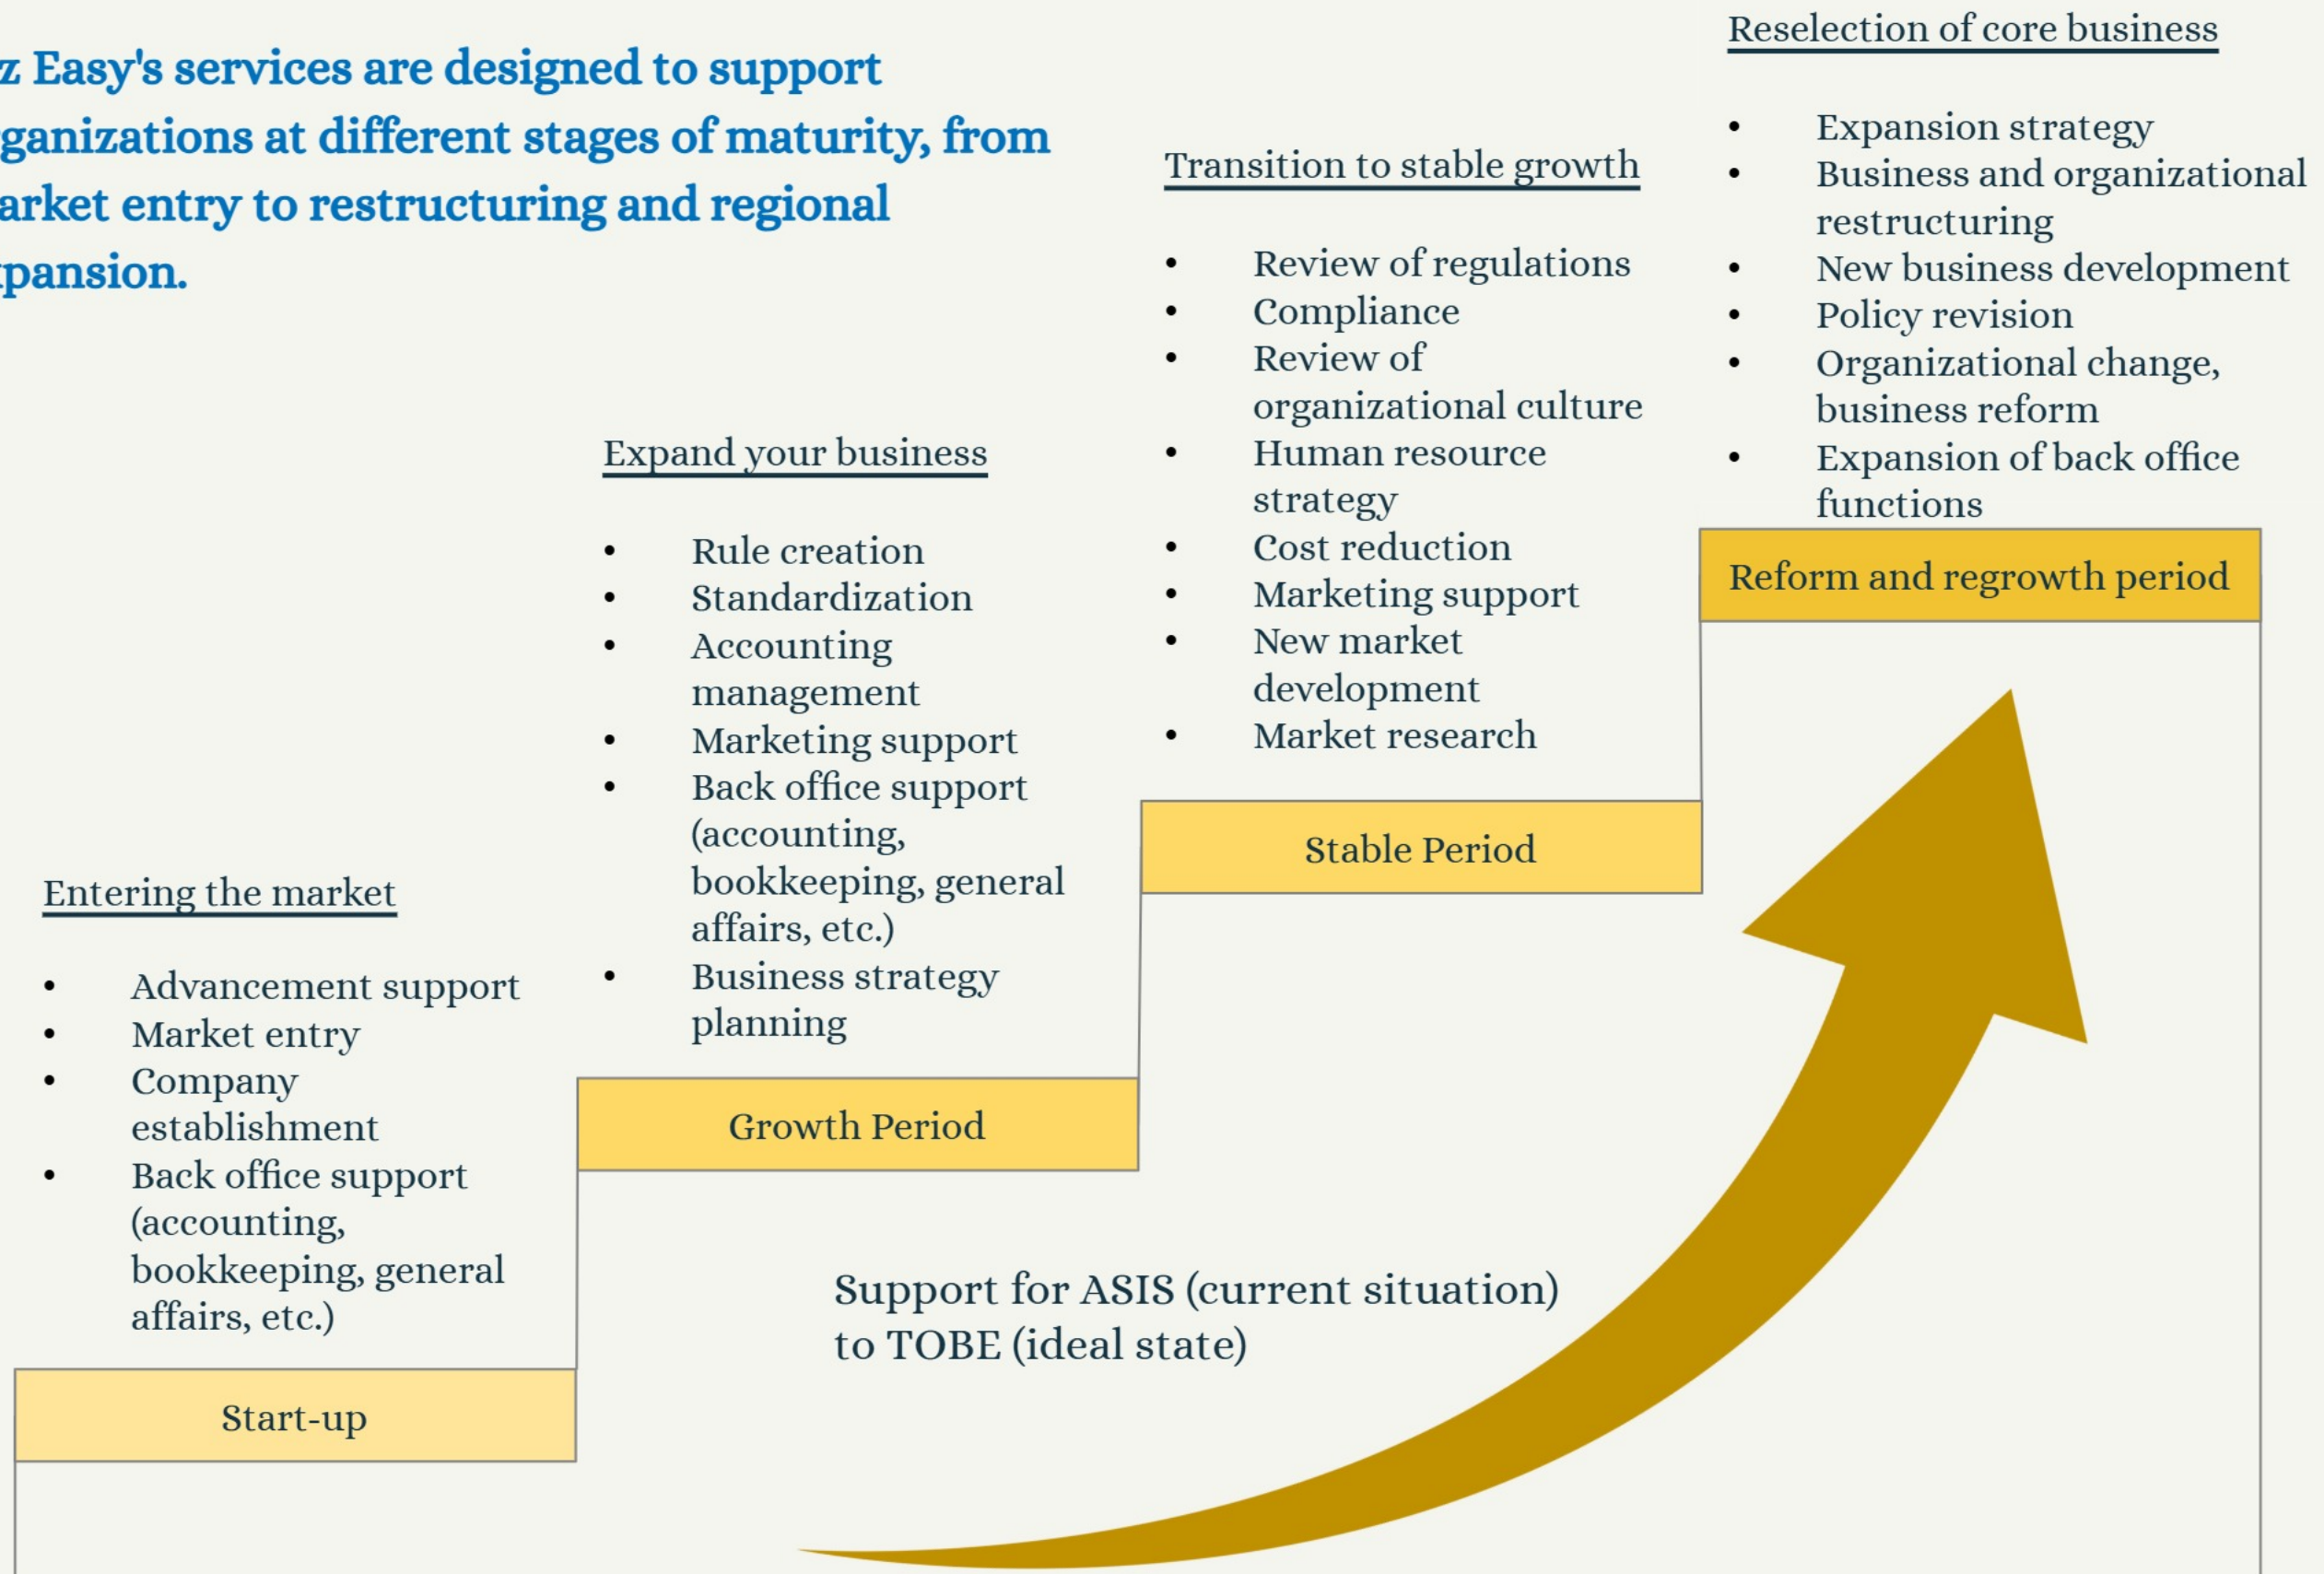 z Easy's services are designed to support
ganizations at different stages of maturity, from
arket entry to restructuring and regional
pansion.
Entering the market
• Advancement support
• Market entry
• Company
establishment
• Back office support
(accounting,
bookkeeping, general
affairs, etc.)
Start-up
Expand your business
• Rule creation
• Standardization
• Accounting
management
• Marketing support
• Back office support
(accounting,
bookkeeping, general
affairs, etc.)
• Business strategy
planning
Growth Period
Transition to stable growth
• Review of regulations
• Compliance
• Review of
organizational culture
• Human resource
strategy
• Cost reduction
• Marketing support
• New market
development
• Market research
Stable Period
Reselection of core business
• Expansion strategy
• Business and organizational
restructuring
• New business development
• Policy revision
• Organizational change,
business reform
• Expansion of back office
functions
Reform and regrowth period
Support for ASIS (current situation)
to TOBE (ideal state)